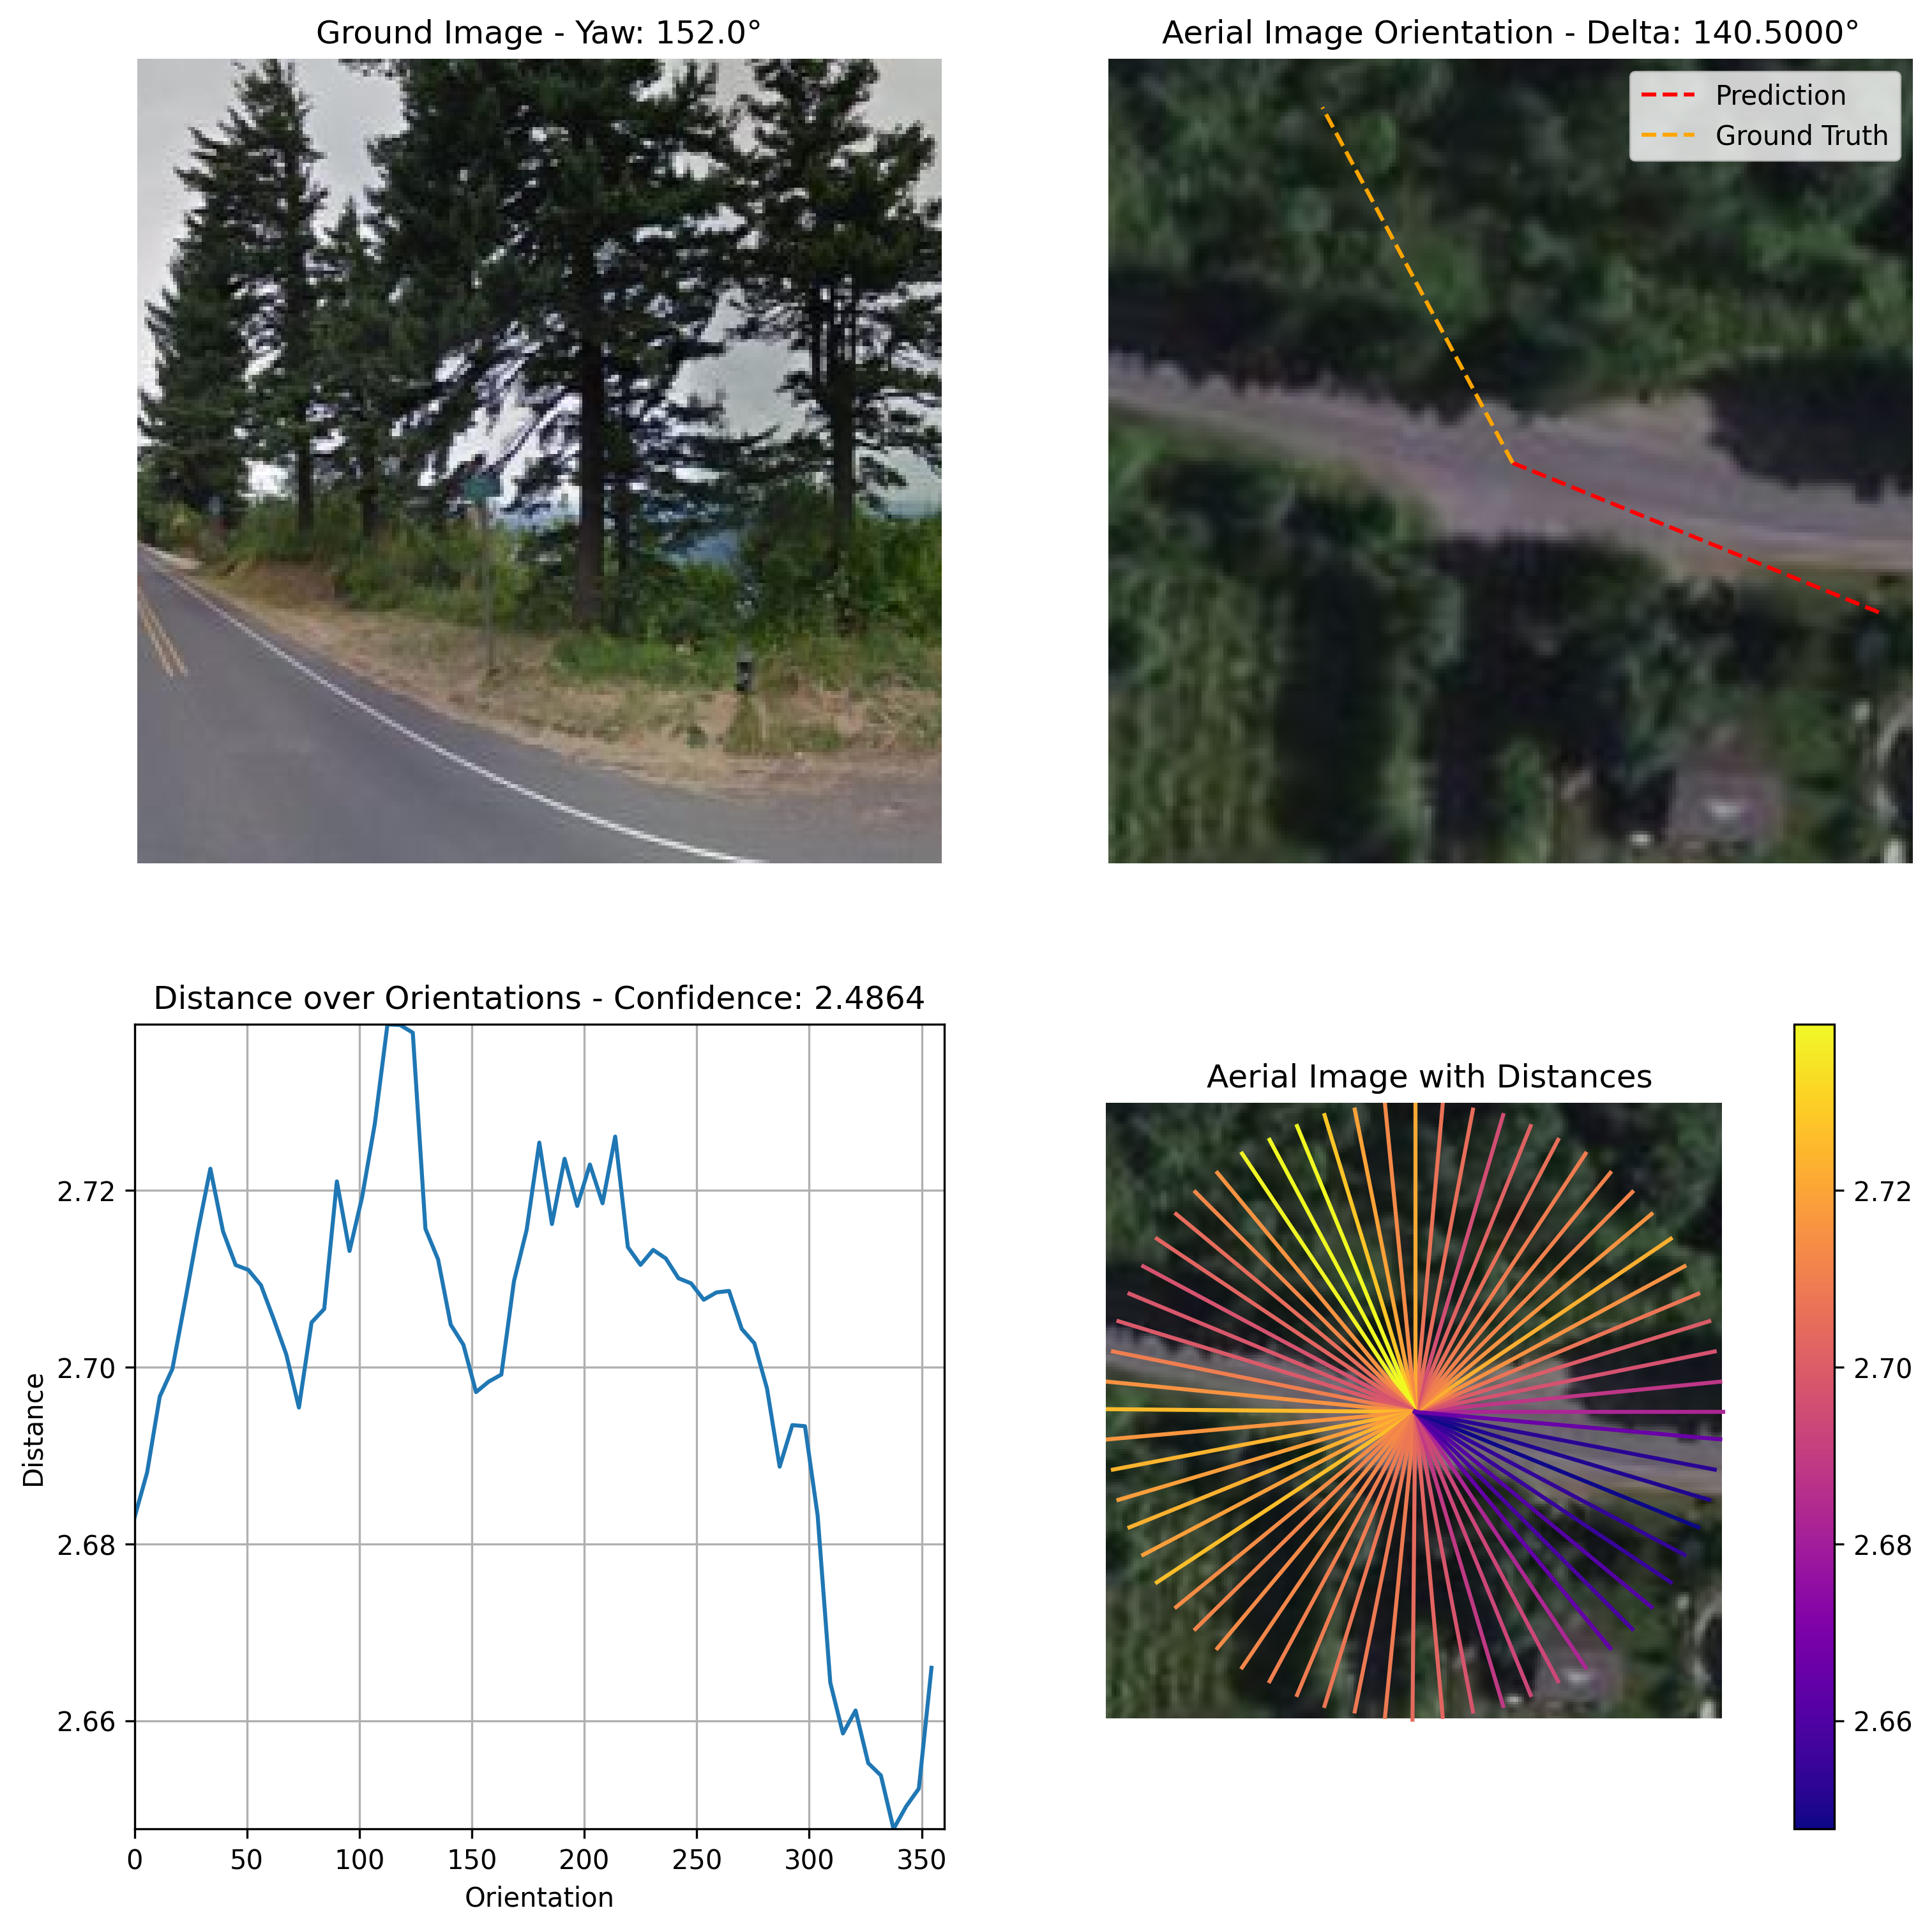 Ground Image - Yaw: 152.0°
Aerial Image Orientation - Delta: 140.5000°
Prediction
Ground Truth
Distance over Orientations - Confidence: 2.4864
Distance
2.72
2.70
2.68
2.66
0 50 100 150 200 250 300 350
Orientation
Aerial Image with Distances
2.72
2.70
2.68
2.66